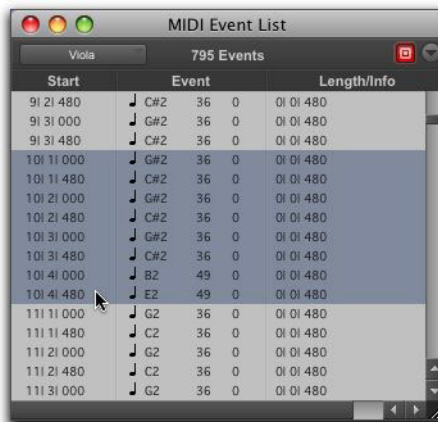 MIDI Event List
Viola 795 Events
Start Event Length/Info
9| 2| 480 C#2 36 0 0| 0| 480
9| 3| 000 G#2 36 0 0| 0| 480
9| 3| 480 C#2 36 0 0| 0| 480
10| 1| 000 G#2 36 0 0| 0| 480
10| 1| 480 C#2 36 0 0| 0| 480
10| 2| 000 G#2 36 0 0| 0| 480
10| 2| 480 C#2 36 0 0| 0| 480
10| 3| 000 G#2 36 0 0| 0| 480
10| 3| 480 C#2 36 0 0| 0| 480
10| 4| 000 B2 49 0 0| 0| 480
10| 4| 480 E2 49 0 0| 0| 480
11| 1| 000 G2 36 0 0| 0| 480
11| 1| 480 C2 36 0 0| 0| 480
11| 2| 000 G2 36 0 0| 0| 480
11| 2| 480 C2 36 0 0| 0| 480
11| 3| 000 G2 36 0 0| 0| 480